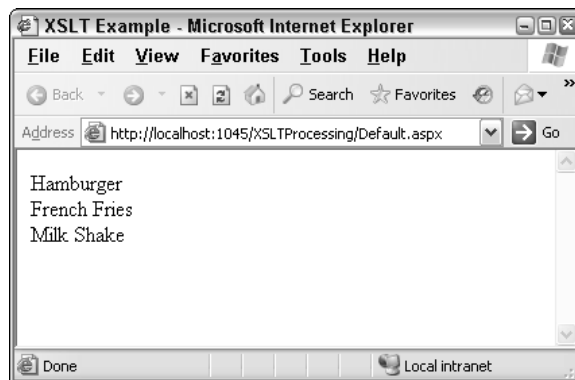 XSLT Example - Microsoft Internet Explorer
File Edit View Favorites Tools Help
Back Search Favorites »
Address http://localhost:1045/XSLTProcessing/Default.aspx Go
Hamburger
French Fries
Milk Shake
Done Local intranet